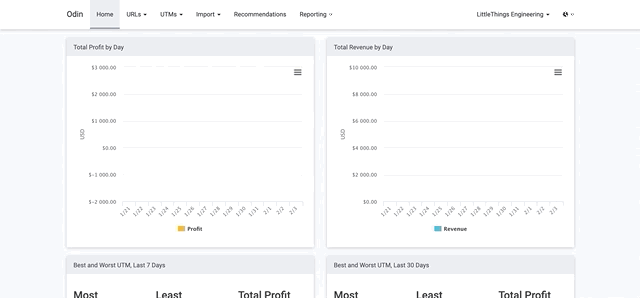 Odin Home URLs UTMs Import Recommendations Reporting LittleThings Engineering
Total Profit by Day
$3 000.00
$2 000.00
$1 000.00
$0.00
$-1 000.00
$-2 000.00
USD
1/21 1/22 1/23 1/24 1/25 1/26 1/27 1/28 1/29 1/30 1/31 2/1 2/2 2/3
Profit
Total Revenue by Day
$10 000.00
$8 000.00
$6 000.00
$4 000.00
$2 000.00
$0.00
USD
1/21 1/22 1/23 1/24 1/25 1/26 1/27 1/28 1/29 1/30 1/31 2/1 2/2 2/3
Revenue
Best and Worst UTM, Last 7 Days
Most Least Total Profit
Best and Worst UTM, Last 30 Days
Most Least Total Profit